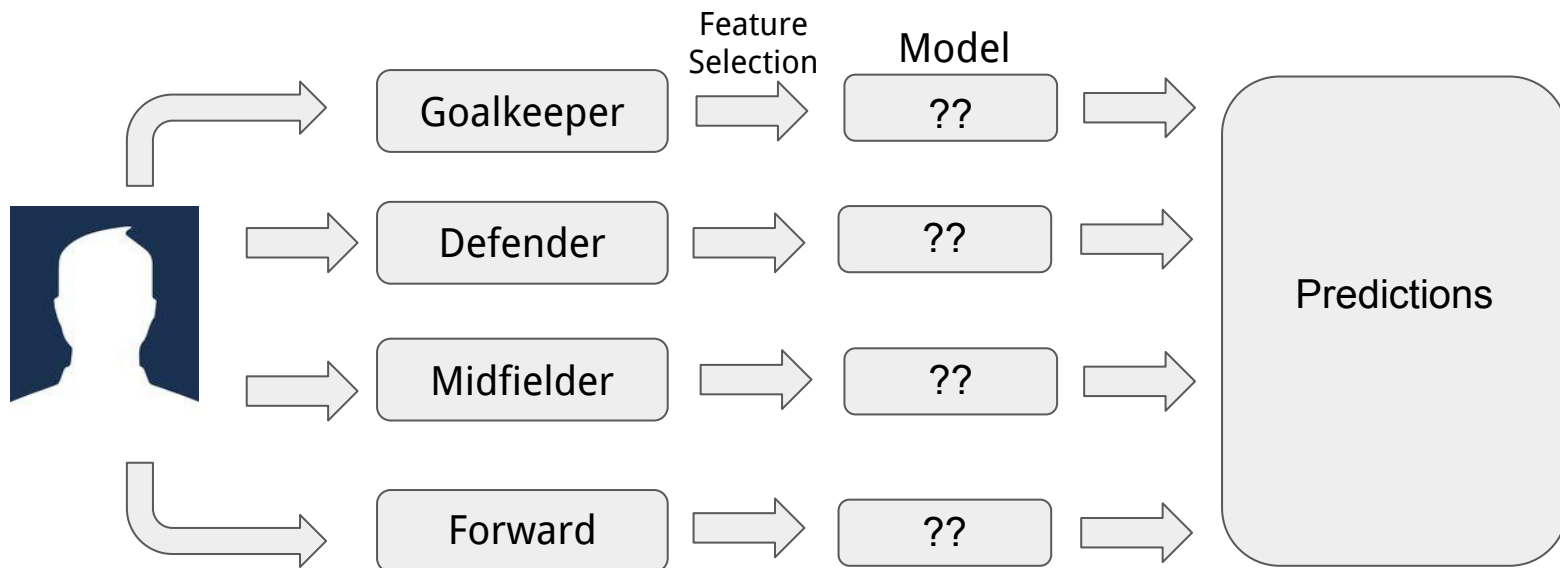 Feature
Selection
Model
Goalkeeper
??
Defender
??
Predictions
Midfielder
??
Forward
??